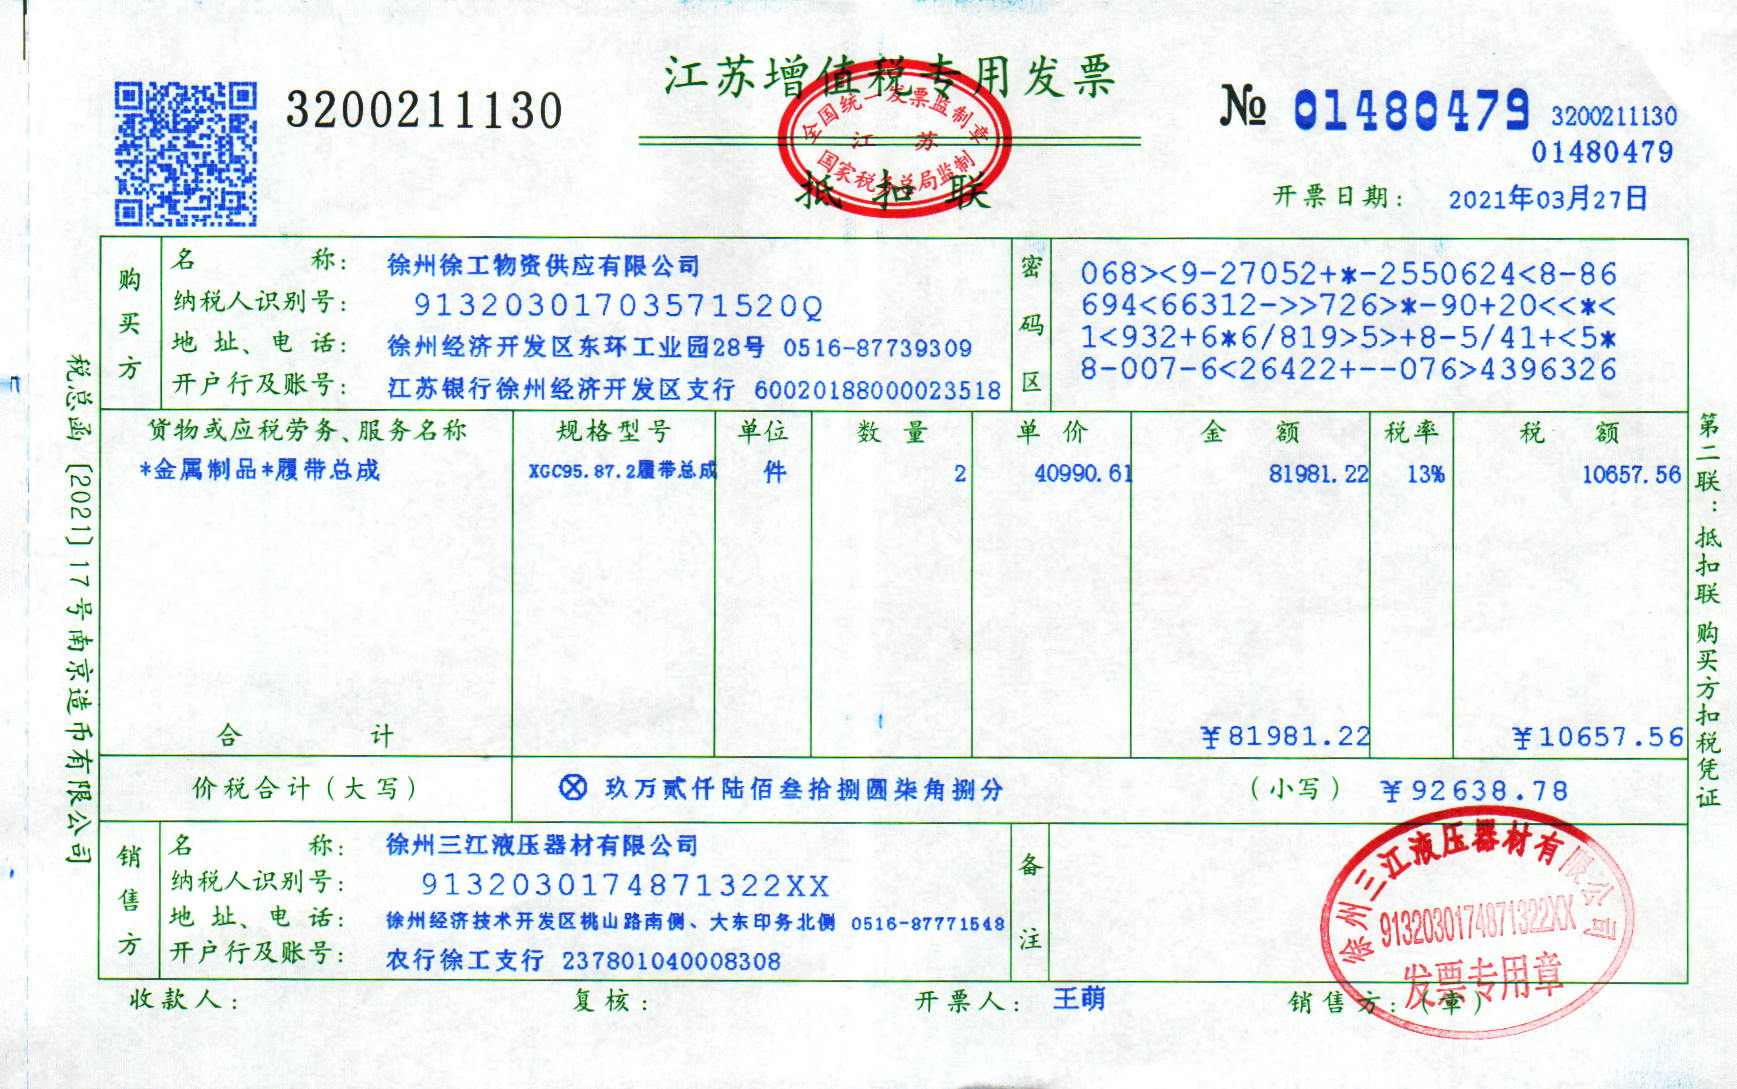 江苏增值税专用发票
3200211130
№ 01480479
3200211130
01480479
全国统一发票监制章
江 苏
国家税务总局监制
抵 扣 联
开票日期: 2021年03月27日
购买方
名 称: 徐州徐工物资供应有限公司
纳税人识别号: 91320301703571520Q
地 址、电 话: 徐州经济开发区东环工业园28号 0516-87739309
开户行及账号: 江苏银行徐州经济开发区支行 60020188000023518
密码区
068><9-27052+*-2550624<8-86
694<66312->>726>*-90+20<<*<
1<932+6*6/819>5>+8-5/41+<5*
8-007-6<26422+--076>4396326
货物或应税劳务、服务名称 规格型号 单位 数 量 单 价 金 额 税率 税 额
*金属制品*履带总成 XGC95.87.2履带总成 件 2 40990.61 81981.22 13% 10657.56
合 计 ¥81981.22 ¥10657.56
价税合计(大写) ⊗ 玖万贰仟陆佰叁拾捌圆柒角捌分 (小写) ¥92638.78
销售方
名 称: 徐州三江液压器材有限公司
纳税人识别号: 9132030174871322XX
地 址、电 话: 徐州经济技术开发区桃山路南侧、大东印务北侧 0516-87771548
开户行及账号: 农行徐工支行 237801040008308
备注
徐州三江液压器材有限公司
9132030174871322XX
发票专用章
收款人: 复核: 开票人: 王萌 销售方:(章)
税总函〔2021〕17号南京造币有限公司
第二联:抵扣联 购买方扣税凭证